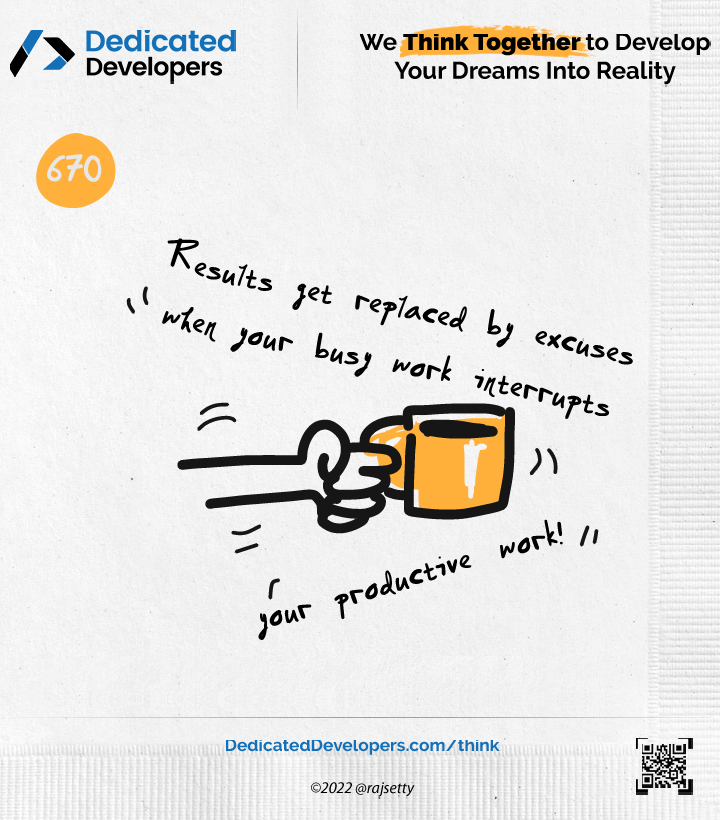 Dedicated
Developers
We Think Together to Develop
Your Dreams Into Reality
670
Results get replaced by excuses
" when your busy work interrupts
your productive work! "
DedicatedDevelopers.com/think
©2022 @rajsetty